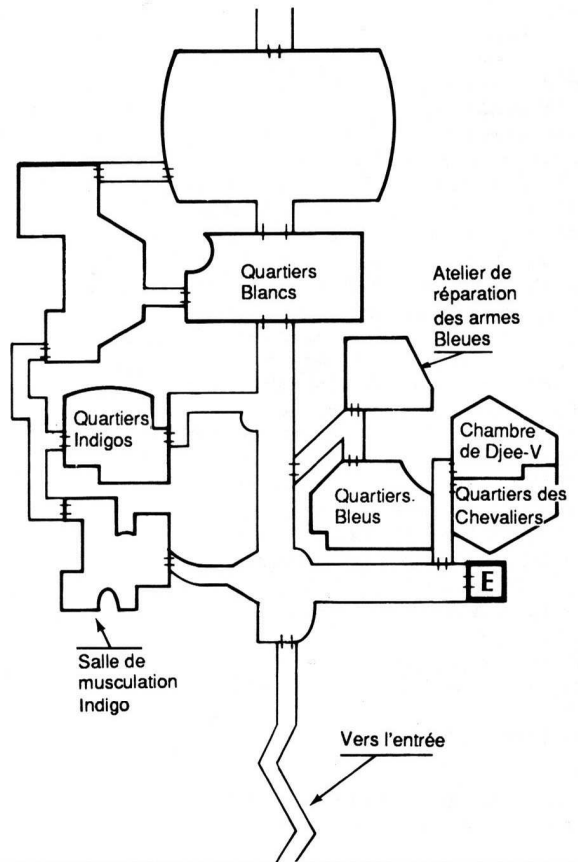 Quartiers
Blancs
Atelier de
réparation
des armes
Bleues
Quartiers
Indigos
Chambre
de Djee-V
Quartiers.
Bleus
Quartiers des
Chevaliers
E
Salle de
musculation
Indigo
Vers l'entrée